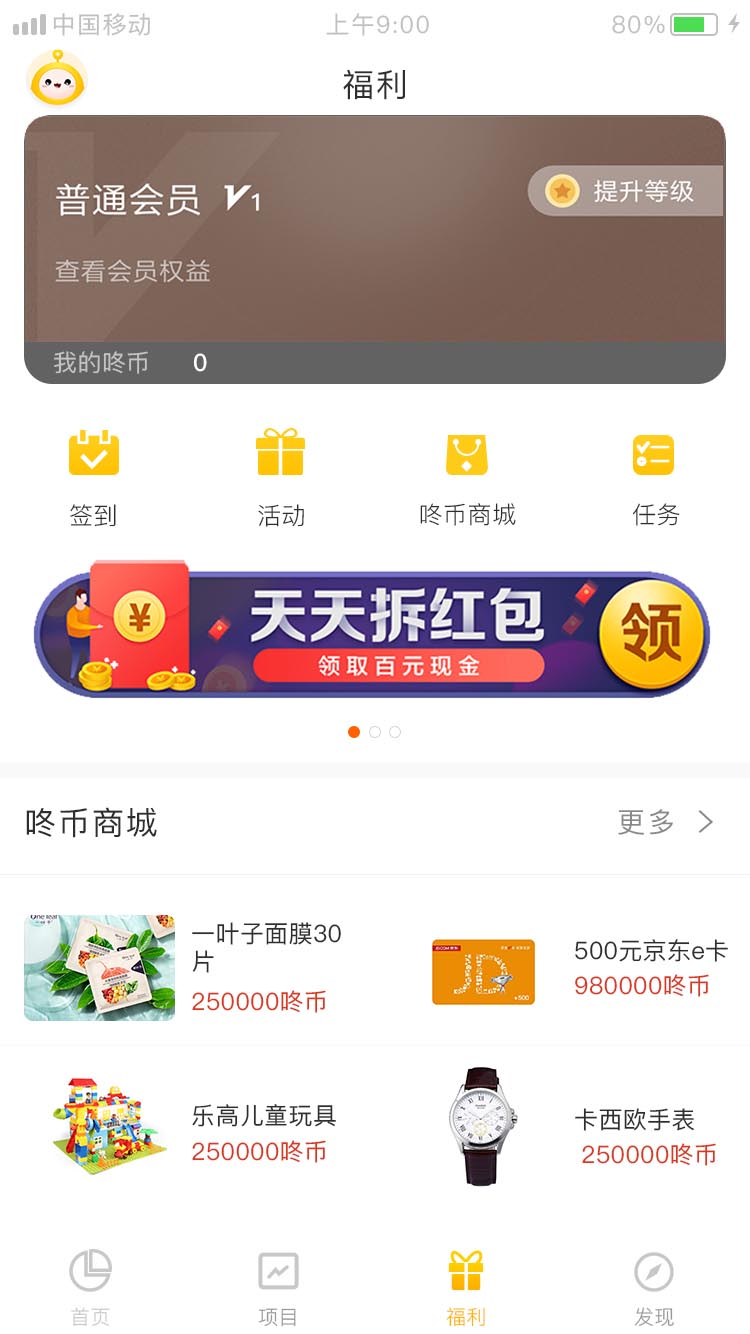 中国移动
上午9:00
80%
福利
普通会员 V1
提升等级
查看会员权益
我的咚币 0
签到
活动
咚币商城
任务
¥
天天拆红包
领取百元现金
领
咚币商城
更多
One leaf
一叶子面膜30
片
250000咚币
JD
+500
500元京东e卡
980000咚币
乐高儿童玩具
250000咚币
卡西欧手表
250000咚币
首页
项目
福利
发现